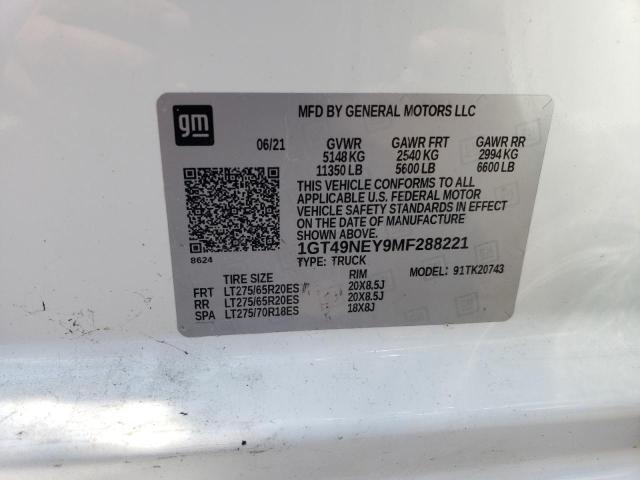 gm
MFD BY GENERAL MOTORS LLC
06/21 GVWR GAWR FRT GAWR RR
5148 KG 2540 KG 2994 KG
11350 LB 5600 LB 6600 LB
THIS VEHICLE CONFORMS TO ALL
APPLICABLE U.S. FEDERAL MOTOR
VEHICLE SAFETY STANDARDS IN EFFECT
ON THE DATE OF MANUFACTURE
SHOWN ABOVE.
1GT49NEY9MF288221
8624 TYPE: TRUCK MODEL: 91TK20743
TIRE SIZE RIM
FRT LT275/65R20ES 20X8.5J
RR LT275/65R20ES 20X8.5J
SPA LT275/70R18ES 18X8J